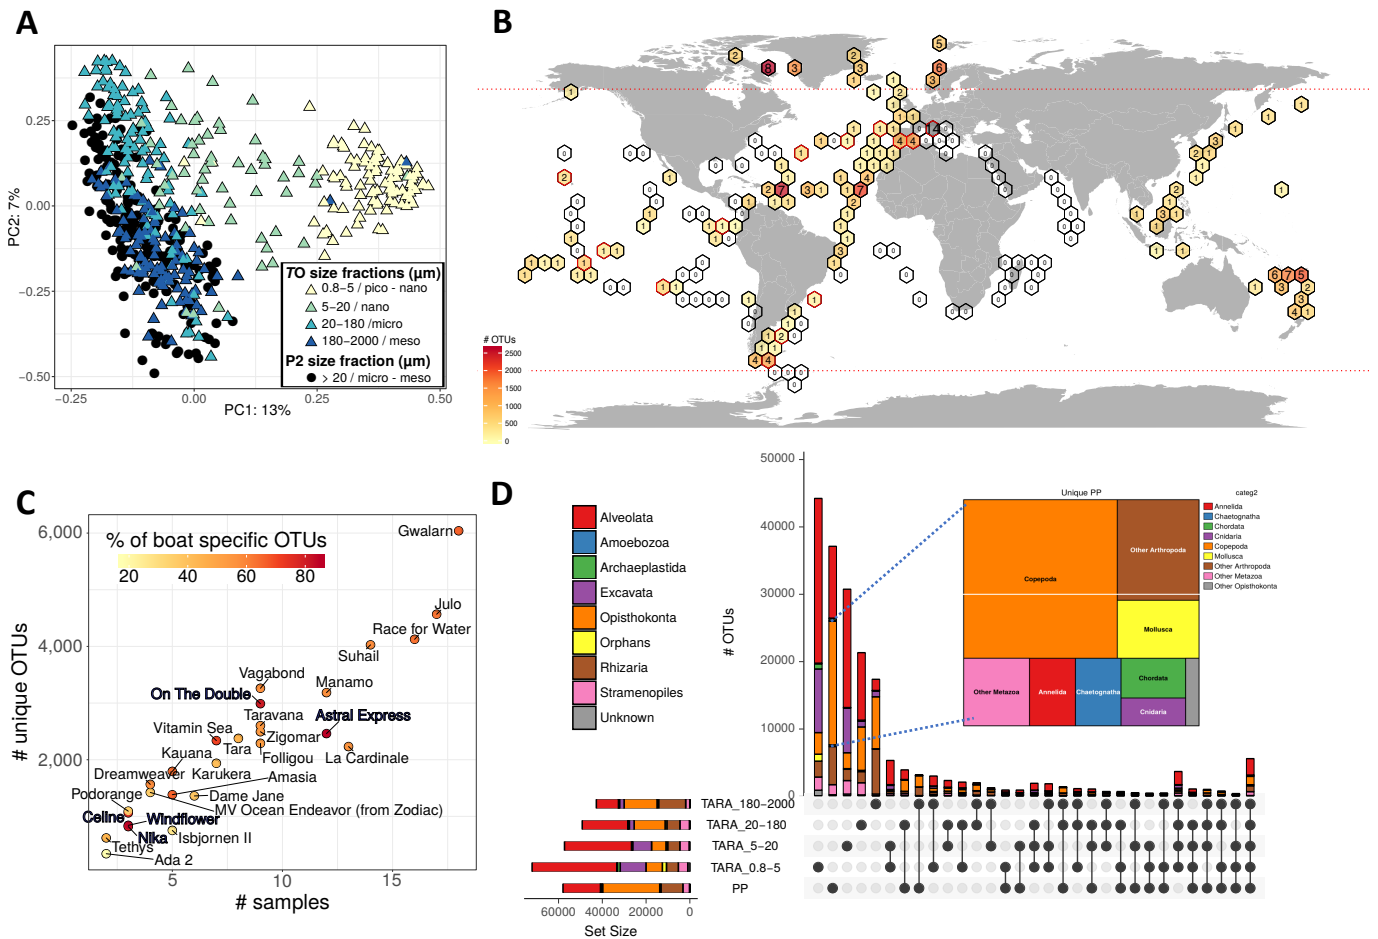 A
0.25
0.00
−0.25
−0.50
PC2: 7%
−0.25
0.00
0.25
0.50
PC1: 13%
TO size fractions (µm)
0.8−5 / pico - nano
5−20 / nano
20−180 /micro
180−2000 / meso
P2 size fraction (µm)
> 20 / micro - meso
B
# OTUs
2500
2000
1500
1000
500
0
C
6,000
4,000
2,000
# unique OTUs
% of boat specific OTUs
20
40
60
80
Gwalarn
Julo
Race for Water
Suhail
Vagabond
Manamo
On The Double
Taravana
Astral Express
Vitamin Sea
Tara
Zigomar
Kauana
Folligou
La Cardinale
Dreamweaver
Karukera
Amasia
Podorange
Dame Jane
MV Ocean Endeavor (from Zodiac)
Celine
Windflower
Nika
Isbjornen II
Tethys
Ada 2
5
10
15
# samples
D
Alveolata
Amoebozoa
Archaeplastida
Excavata
Opisthokonta
Orphans
Rhizaria
Stramenopiles
Unknown
50000
40000
30000
20000
10000
0
# OTUs
Unique PP
Copepoda
Other Arthropoda
Mollusca
Other Metazoa
Annelida
Chaetognatha
Chordata
Cnidaria
categ2
Annelida
Chaetognatha
Chordata
Cnidaria
Copepoda
Mollusca
Other Arthropoda
Other Metazoa
Other Opisthokonta
TARA_180−2000
TARA_20−180
TARA_5−20
TARA_0.8−5
PP
60000
40000
20000
0
Set Size